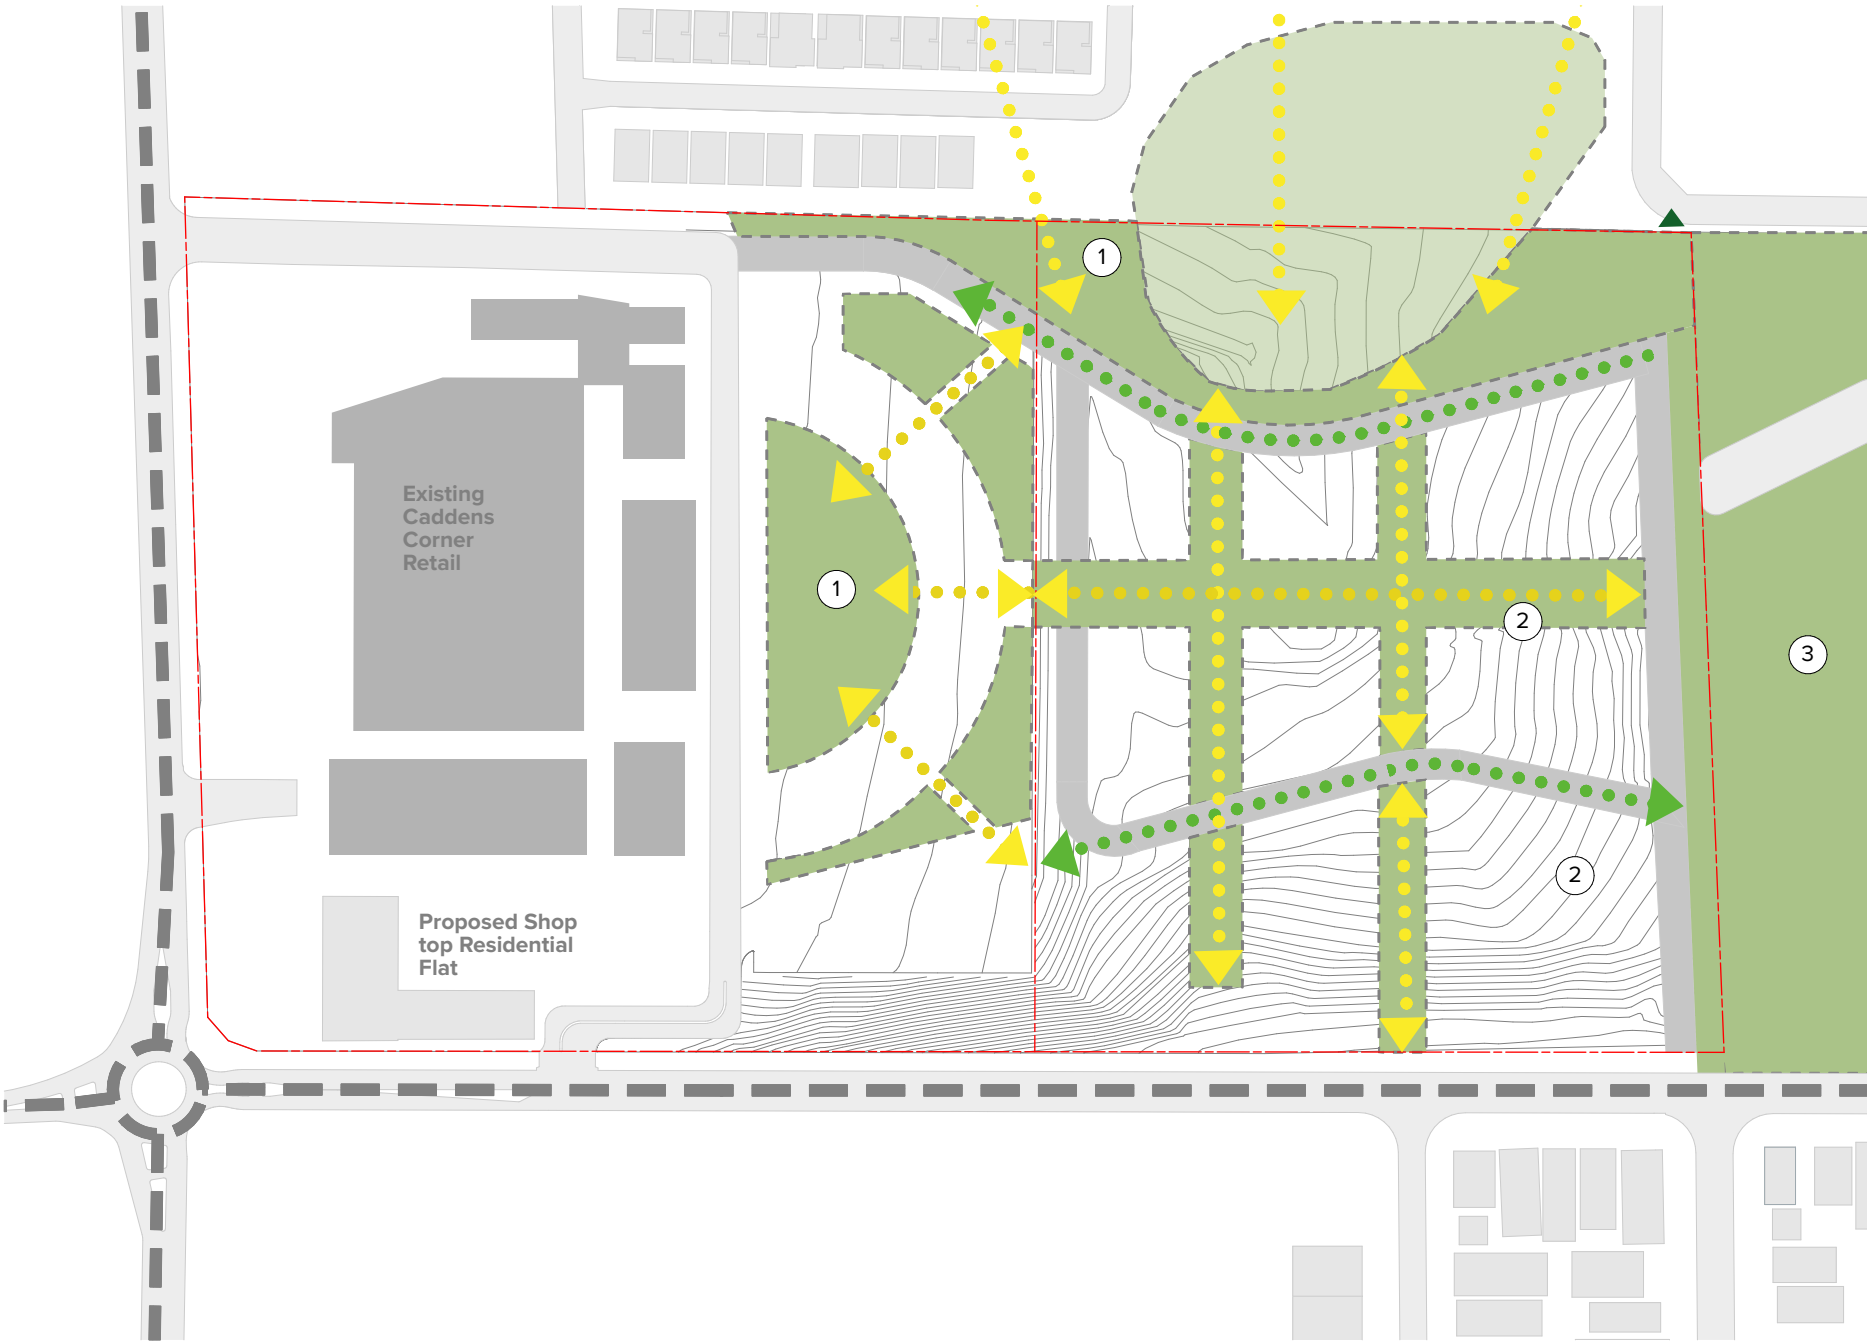 1
Existing
Caddens
Corner
Retail
1
2
3
2
Proposed Shop
top Residential
Flat